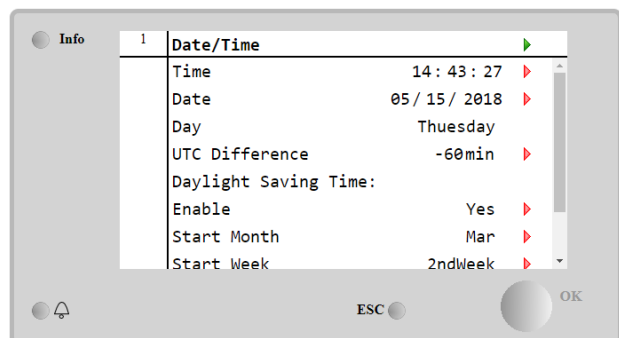 Info
1 Date/Time
Time 14:43:27
Date 05/15/2018
Day Thuesday
UTC Difference -60min
Daylight Saving Time:
Enable Yes
Start Month Mar
Start Week 2ndWeek
ESC OK